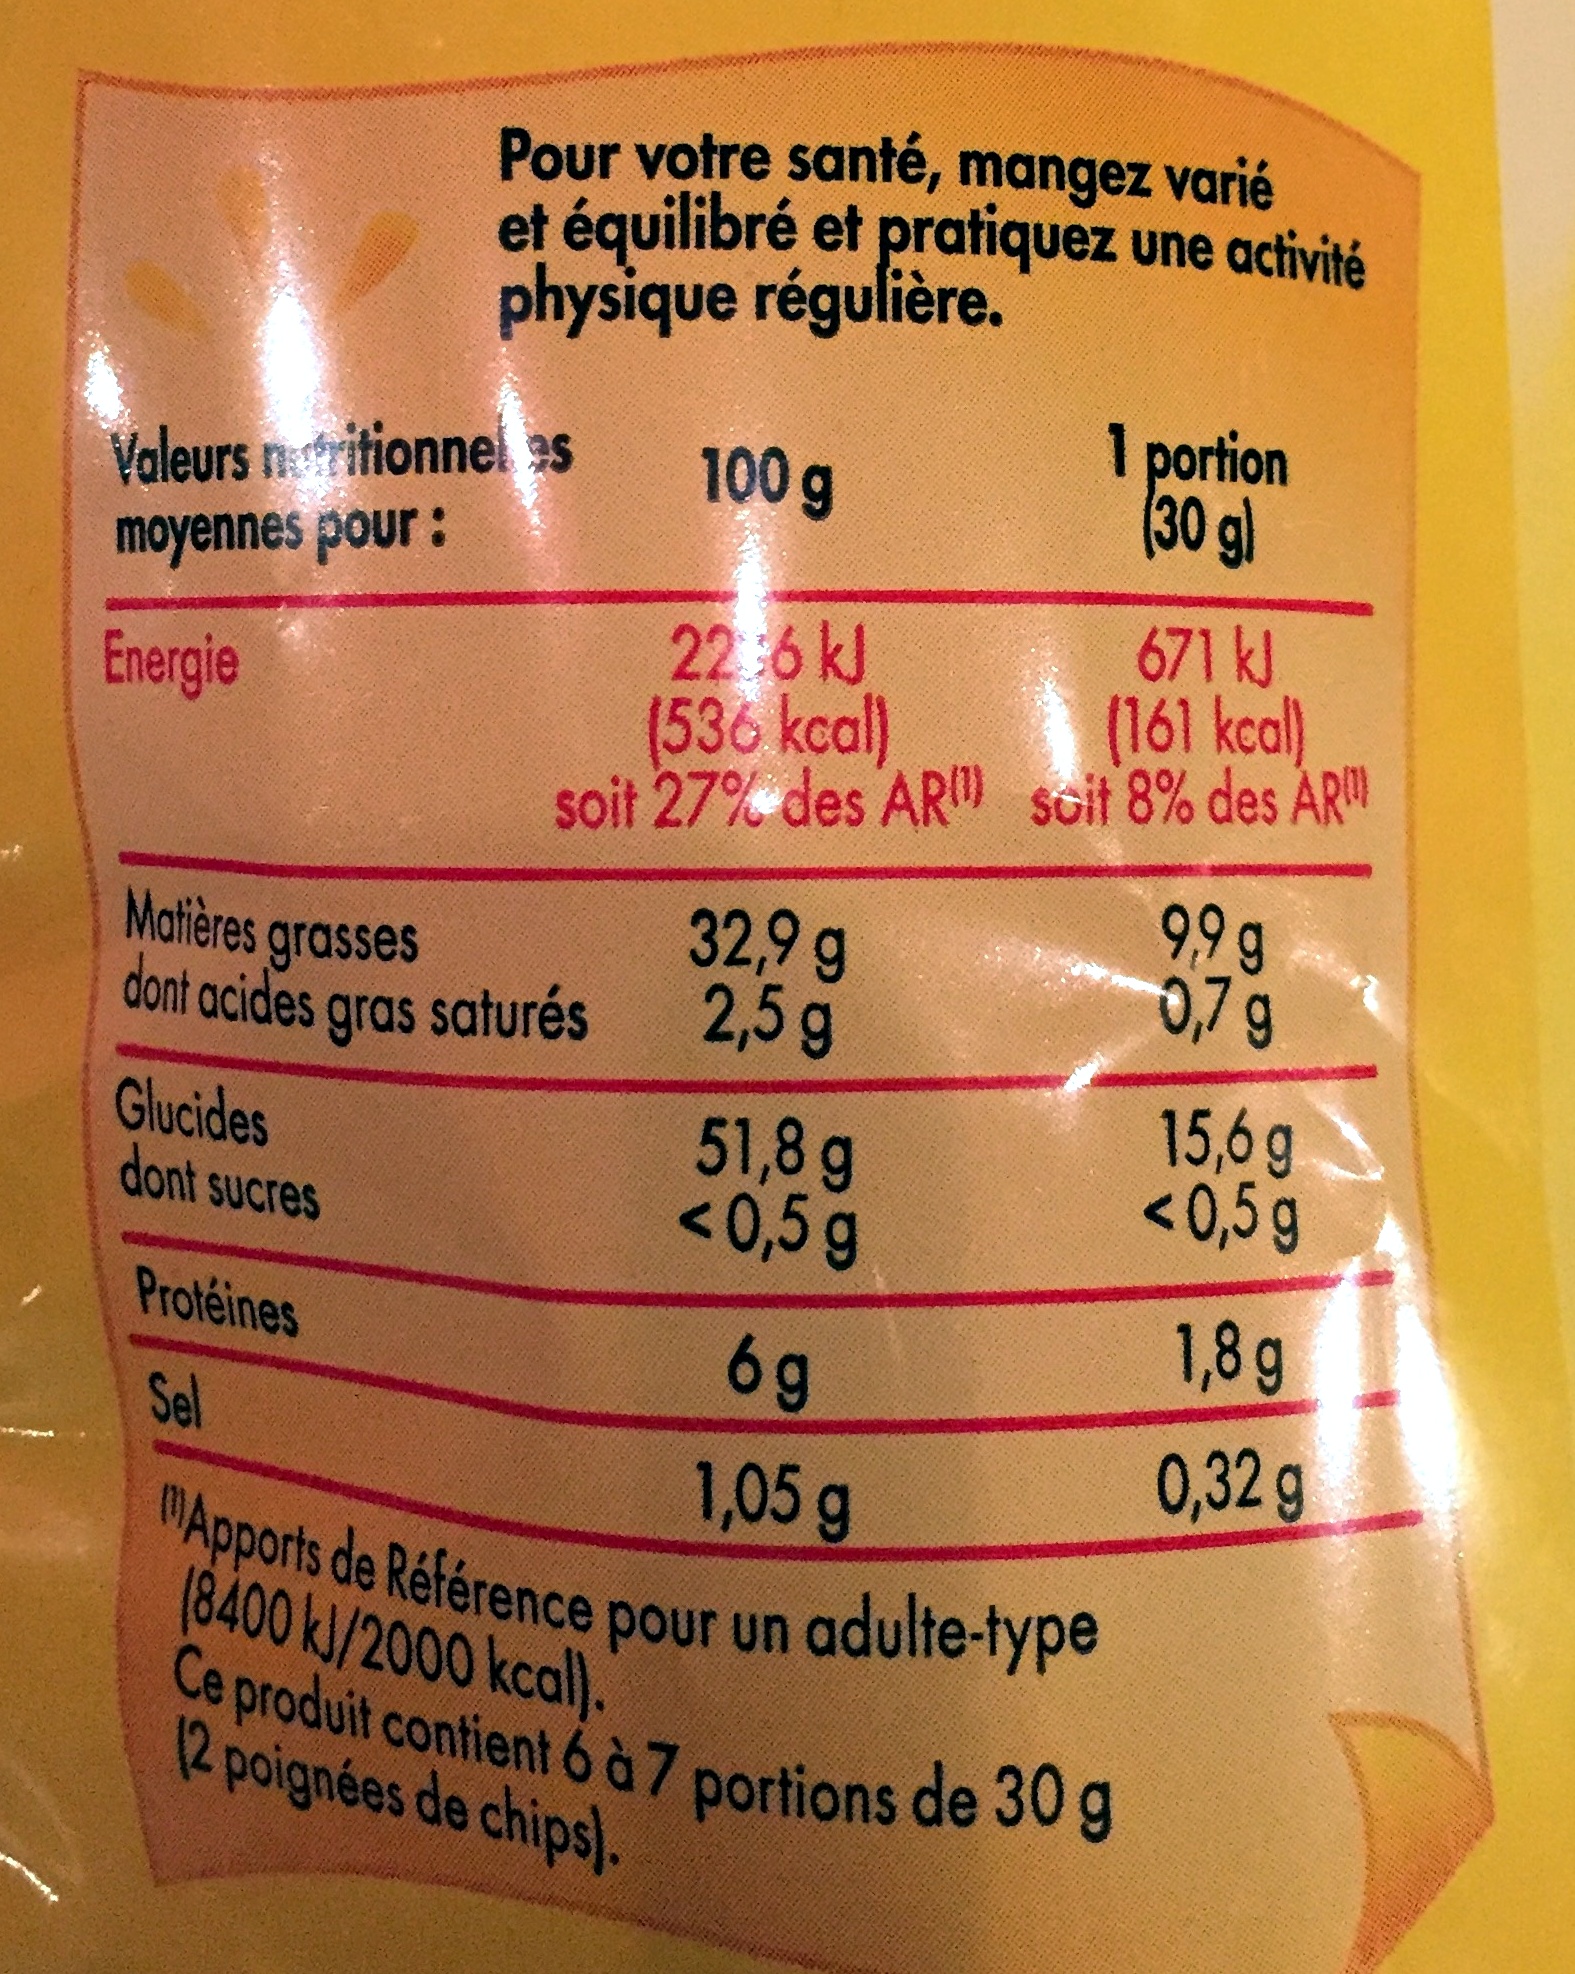 Pour votre santé, mangez varié
et équilibré et pratiquez une activité
physique régulière.
Valeurs nutritionnelles 100 g 1 portion
moyennes pour : (30 g)
Energie kJ 671 kJ
(536 kcal) (161 kcal)
soit 27% des AR(1) soit 8% des AR(1)
Matières grasses 32,9 g 9,9 g
dont acides gras saturés 2,5 g 0,7 g
Glucides 51,8 g 15,6 g
dont sucres <0,5 g <0,5 g
Protéines 6 g 1,8 g
Sel 1,05 g 0,32 g
(1)Apports de Référence pour un adulte-type
(8400 kJ/2000 kcal).
Ce produit contient 6 à 7 portions de 30 g
(2 poignées de chips).